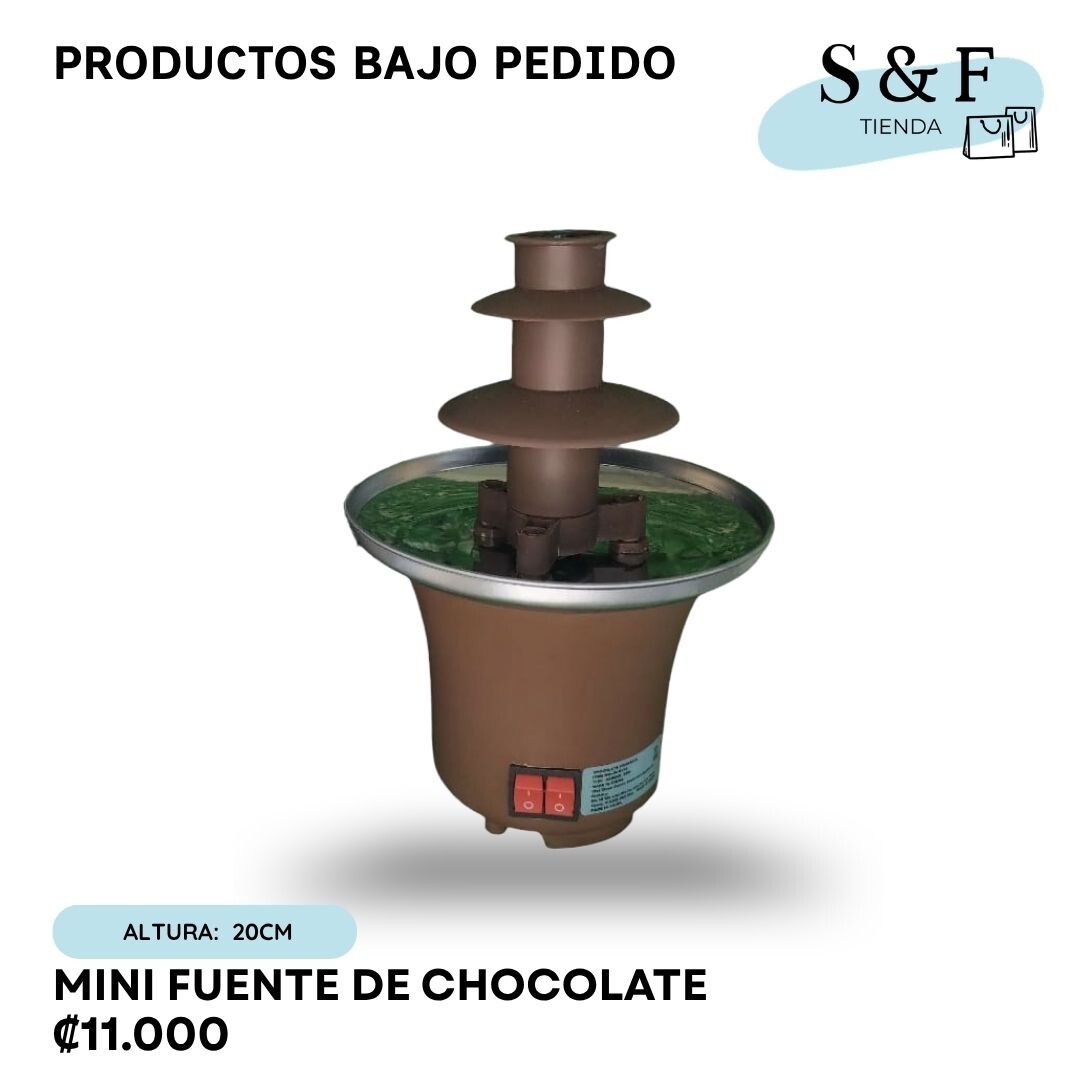 PRODUCTOS BAJO PEDIDO
S & F
TIENDA
ALTURA: 20CM
MINI FUENTE DE CHOCOLATE
₡11.000